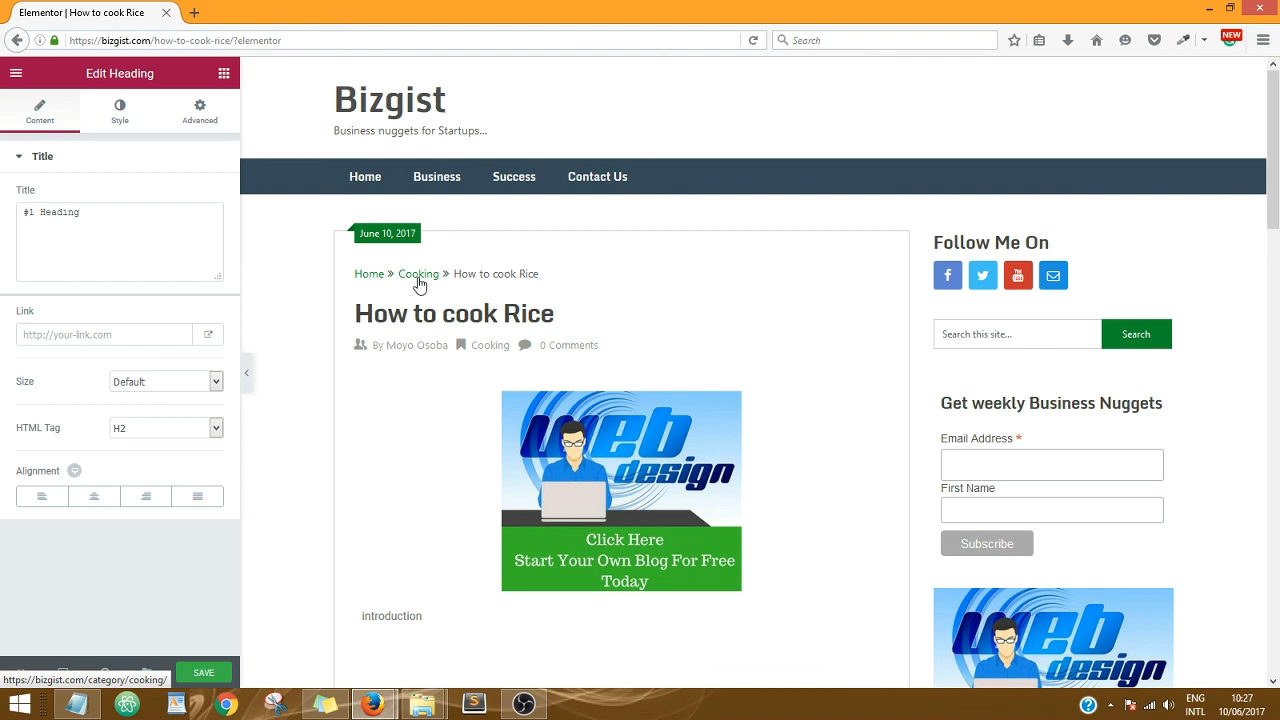 Elementor | How to cook Rice
https://bizgist.com/how-to-cook-rice/?elementor
Search
NEW
Edit Heading
Content
Style
Advanced
Title
Title
#1 Heading
Link
http://your-link.com
Size
Default
HTML Tag
H2
Alignment
SAVE
https://bizgist.com/category/cooking/
Bizgist
Business nuggets for Startups...
Home Business Success Contact Us
June 10, 2017
Home » Cooking » How to cook Rice
How to cook Rice
By Moyo Osoba Cooking 0 Comments
web
design
Click Here
Start Your Own Blog For Free
Today
introduction
Follow Me On
You
Tube
Search this site...
Search
Get weekly Business Nuggets
Email Address *
First Name
Subscribe
web
design
ENG
INTL
10:27
10/06/2017